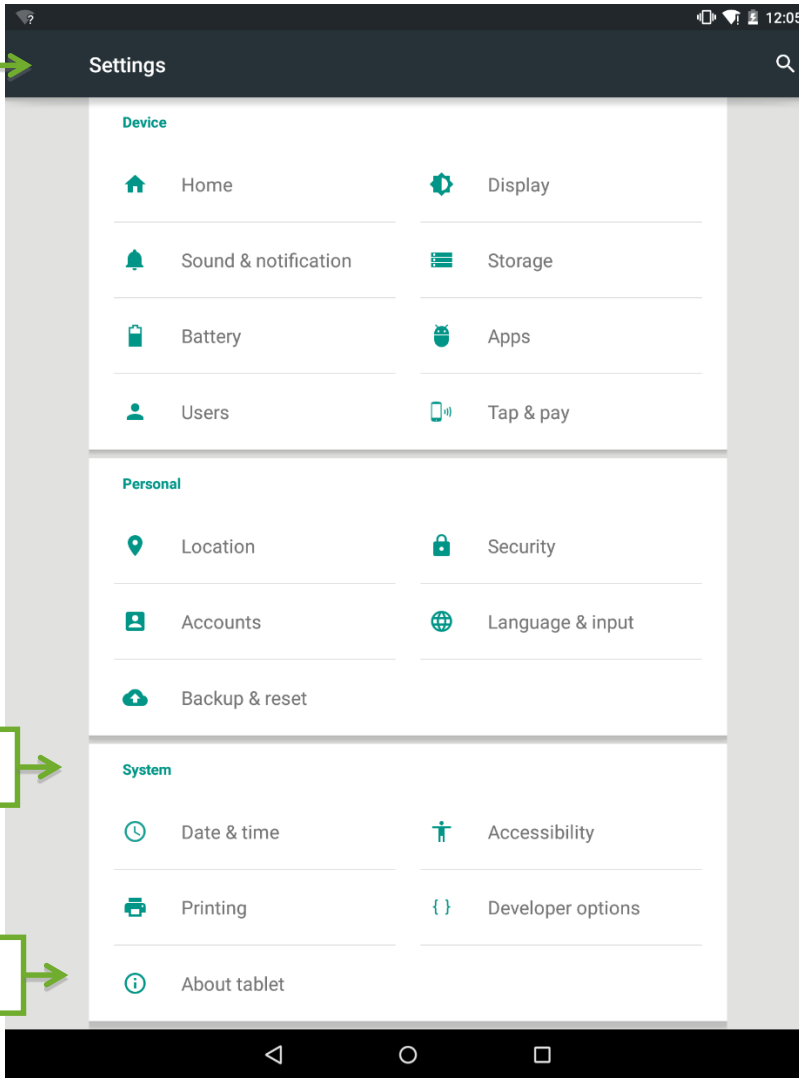 12:05
Settings
Device
Home
Display
Sound & notification
Storage
Battery
Apps
Users
Tap & pay
Personal
Location
Security
Accounts
Language & input
Backup & reset
System
Date & time
Accessibility
Printing
{ }
Developer options
About tablet